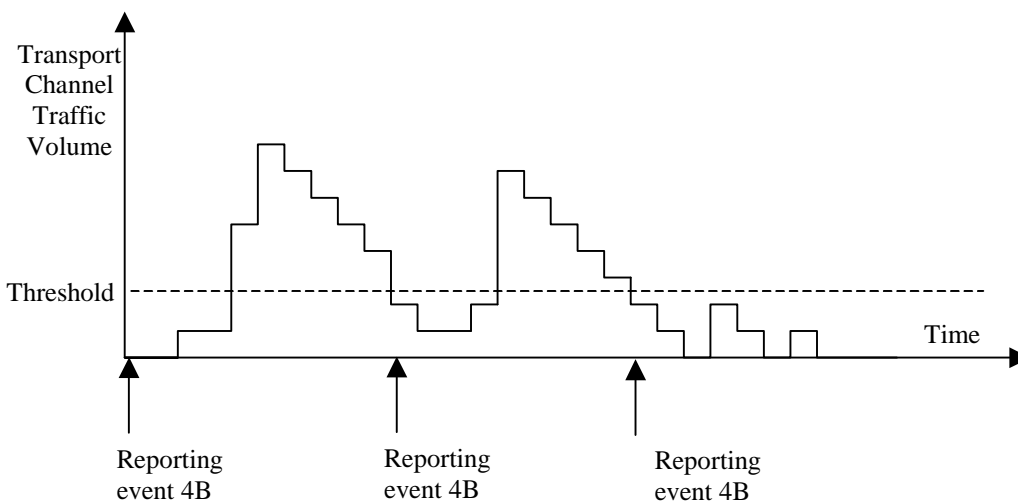 Transport
Channel
Traffic
Volume
Threshold
Time
Reporting
event 4B
Reporting
event 4B
Reporting
event 4B